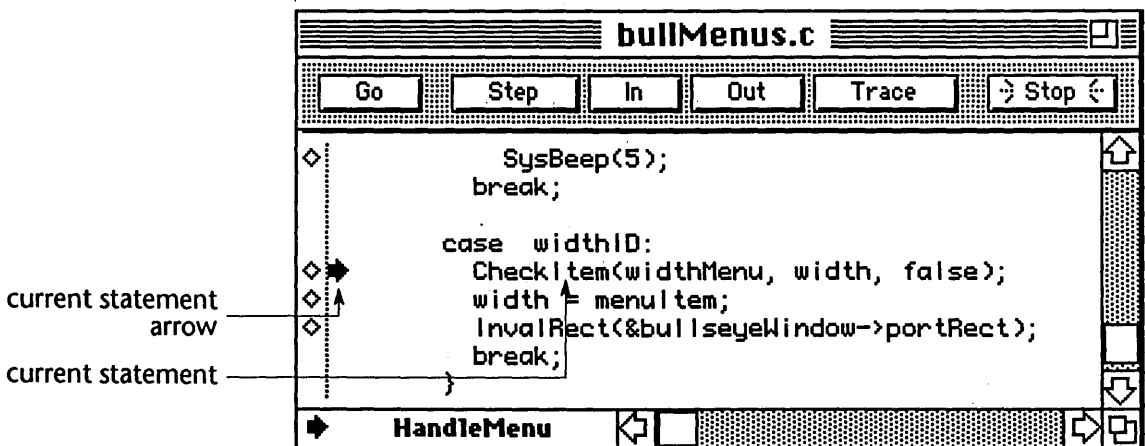 bullMenus.c
Go Step In Out Trace Stop
SysBeep(5);
break;
case widthID:
CheckItem(widthMenu, width, false);
width = menuItem;
InvalRect(&bullseyeWindow->portRect);
break;
}
HandleMenu
current statement
arrow
current statement